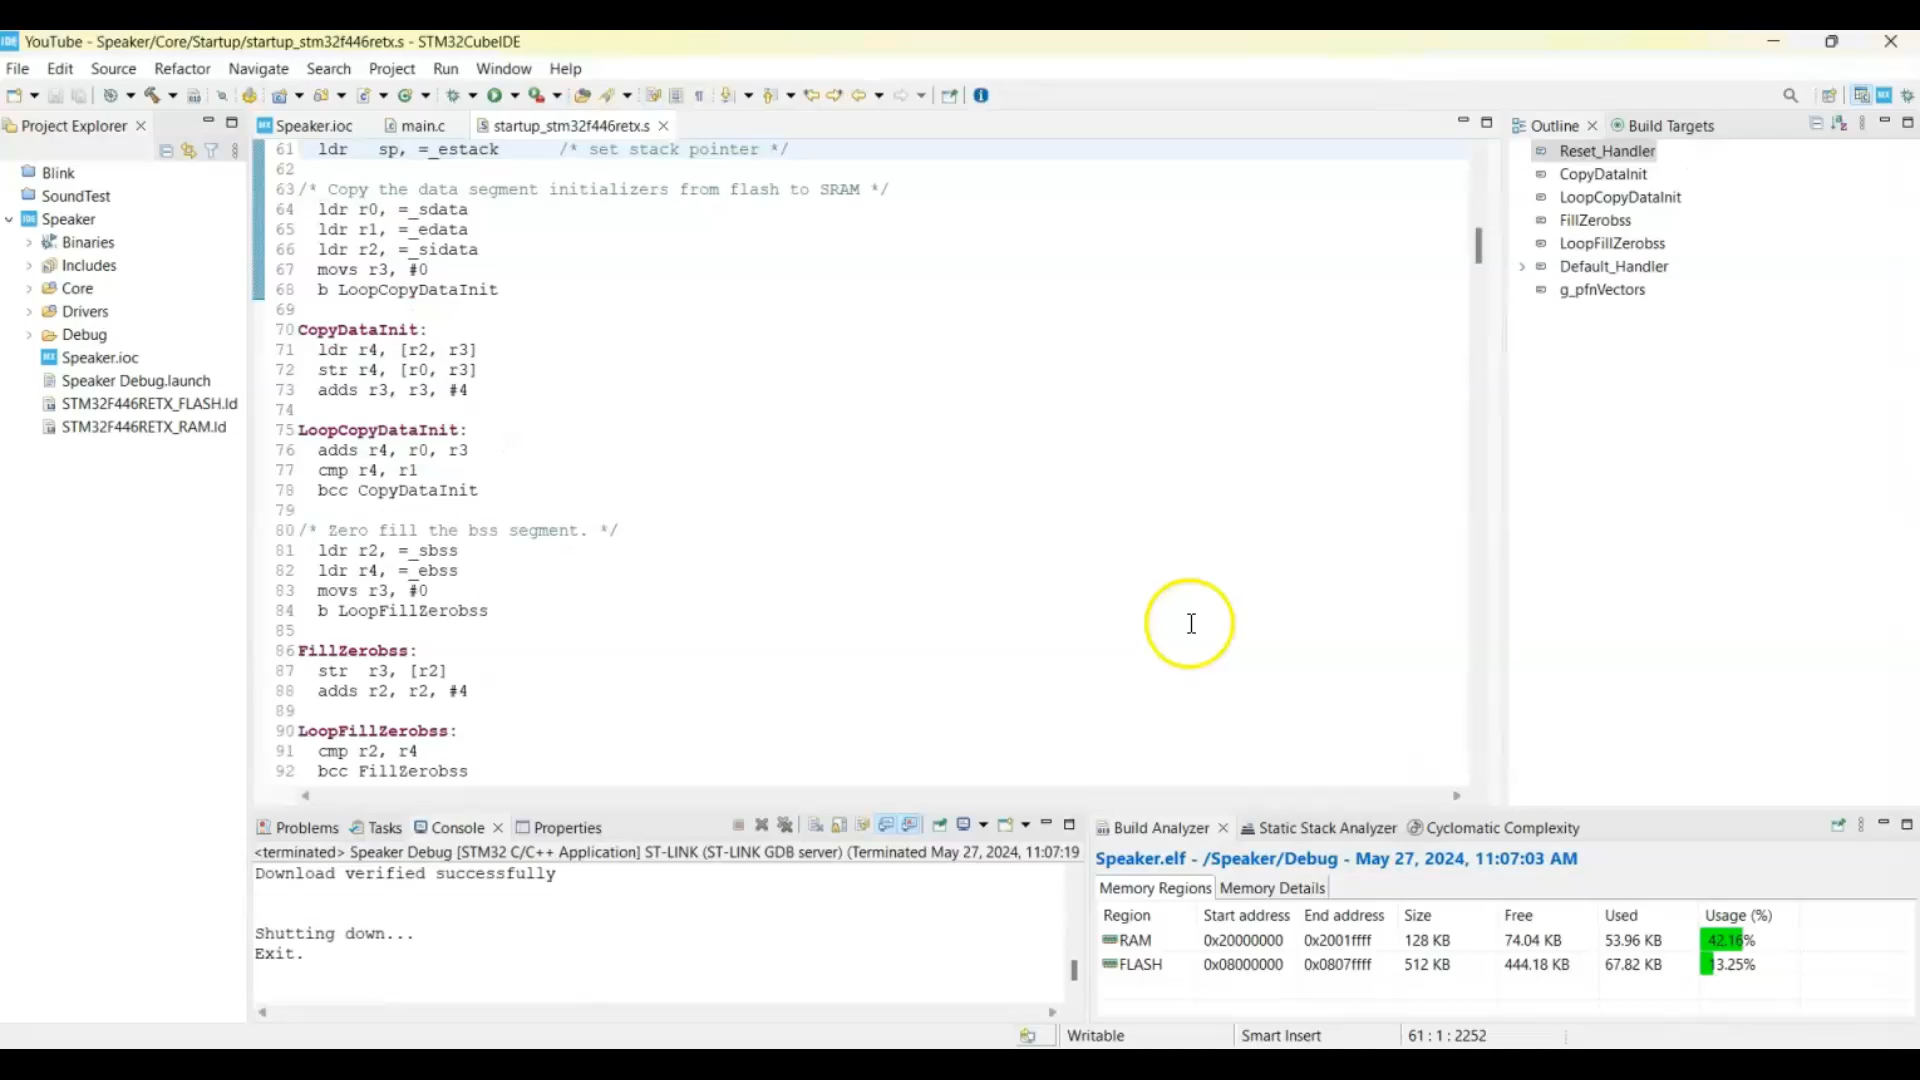 YouTube - Speaker/Core/Startup/startup_stm32f446retx.s - STM32CubeIDE
File Edit Source Refactor Navigate Search Project Run Window Help
Project Explorer
Blink
SoundTest
Speaker
Binaries
Includes
Core
Drivers
Debug
Speaker.ioc
Speaker Debug.launch
STM32F446RETX_FLASH.ld
STM32F446RETX_RAM.ld
Speaker.ioc main.c startup_stm32f446retx.s
61 ldr sp, =_estack /* set stack pointer */
62
63 /* Copy the data segment initializers from flash to SRAM */
64 ldr r0, =_sdata
65 ldr r1, =_edata
66 ldr r2, =_sidata
67 movs r3, #0
68 b LoopCopyDataInit
69
70 CopyDataInit:
71 ldr r4, [r2, r3]
72 str r4, [r0, r3]
73 adds r3, r3, #4
74
75 LoopCopyDataInit:
76 adds r4, r0, r3
77 cmp r4, r1
78 bcc CopyDataInit
79
80 /* Zero fill the bss segment. */
81 ldr r2, =_sbss
82 ldr r4, =_ebss
83 movs r3, #0
84 b LoopFillZerobss
85
86 FillZerobss:
87 str r3, [r2]
88 adds r2, r2, #4
89
90 LoopFillZerobss:
91 cmp r2, r4
92 bcc FillZerobss
Outline Build Targets
Reset_Handler
CopyDataInit
LoopCopyDataInit
FillZerobss
LoopFillZerobss
Default_Handler
g_pfnVectors
Problems Tasks Console Properties
<terminated> Speaker Debug [STM32 C/C++ Application] ST-LINK (ST-LINK GDB server) (Terminated May 27, 2024, 11:07:19
Download verified successfully
Shutting down...
Exit.
Build Analyzer Static Stack Analyzer Cyclomatic Complexity
Speaker.elf - /Speaker/Debug - May 27, 2024, 11:07:03 AM
Memory Regions Memory Details
Region Start address End address Size Free Used Usage (%)
RAM 0x20000000 0x2001ffff 128 KB 74.04 KB 53.96 KB 42.16%
FLASH 0x08000000 0x0807ffff 512 KB 444.18 KB 67.82 KB 13.25%
Writable Smart Insert 61 : 1 : 2252